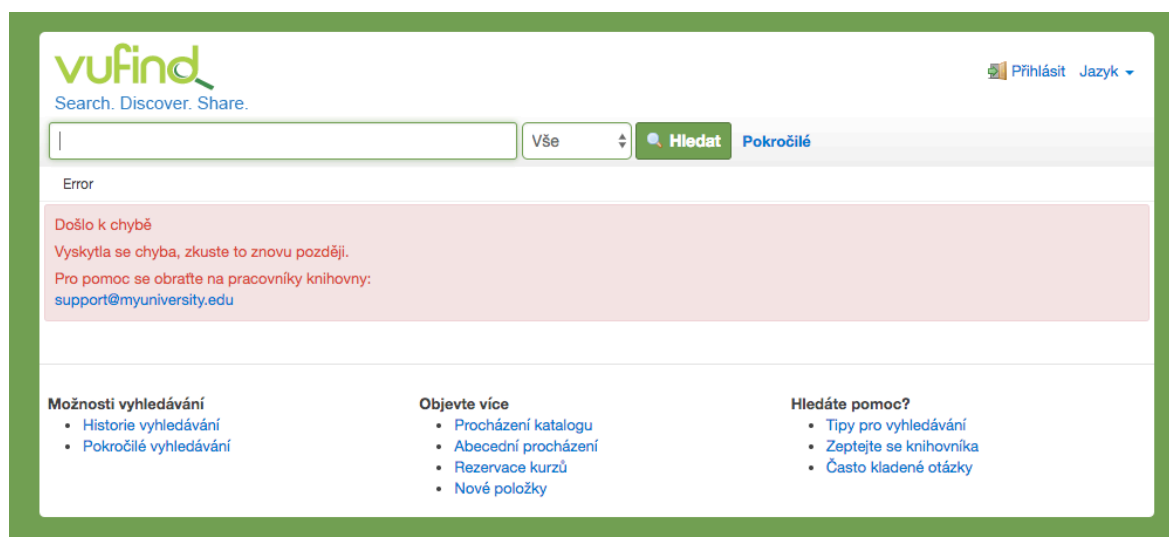 vufind
Search. Discover. Share.
Přihlásit Jazyk
Vše Hledat Pokročilé
Error
Došlo k chybě
Vyskytla se chyba, zkuste to znovu později.
Pro pomoc se obraťte na pracovníky knihovny:
support@myuniversity.edu
Možnosti vyhledávání
Historie vyhledávání
Pokročilé vyhledávání
Objevte více
Procházení katalogu
Abecední procházení
Rezervace kurzů
Nové položky
Hledáte pomoc?
Tipy pro vyhledávání
Zeptejte se knihovníka
Často kladené otázky